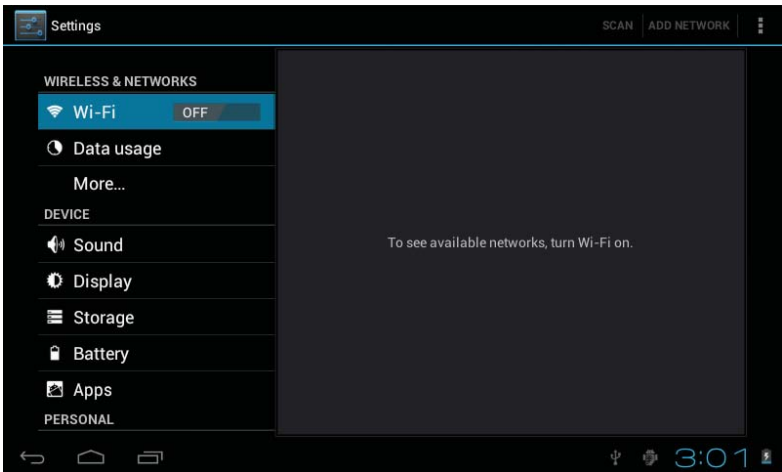 Settings
SCAN ADD NETWORK
WIRELESS & NETWORKS
Wi-Fi OFF
Data usage
More...
DEVICE
Sound
Display
Storage
Battery
Apps
PERSONAL
To see available networks, turn Wi-Fi on.
3:01